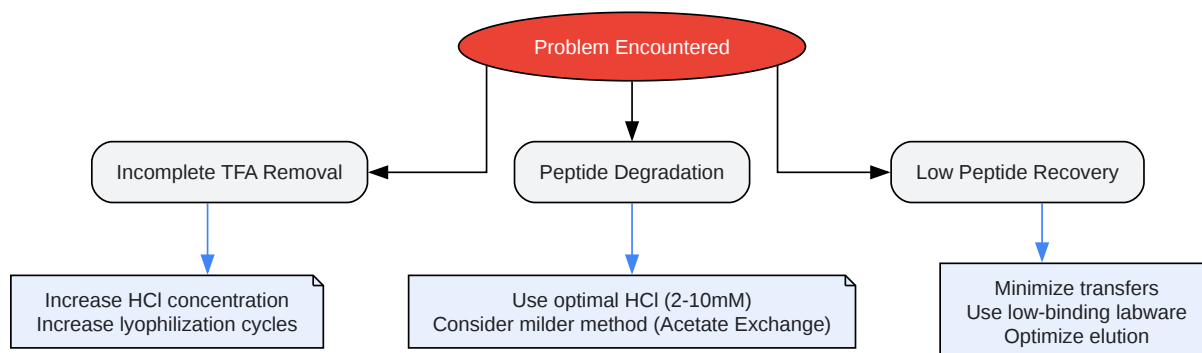 Problem Encountered
Incomplete TFA Removal
Peptide Degradation
Low Peptide Recovery
Increase HCl concentration
Increase lyophilization cycles
Use optimal HCl (2-10mM)
Consider milder method (Acetate Exchange)
Minimize transfers
Use low-binding labware
Optimize elution